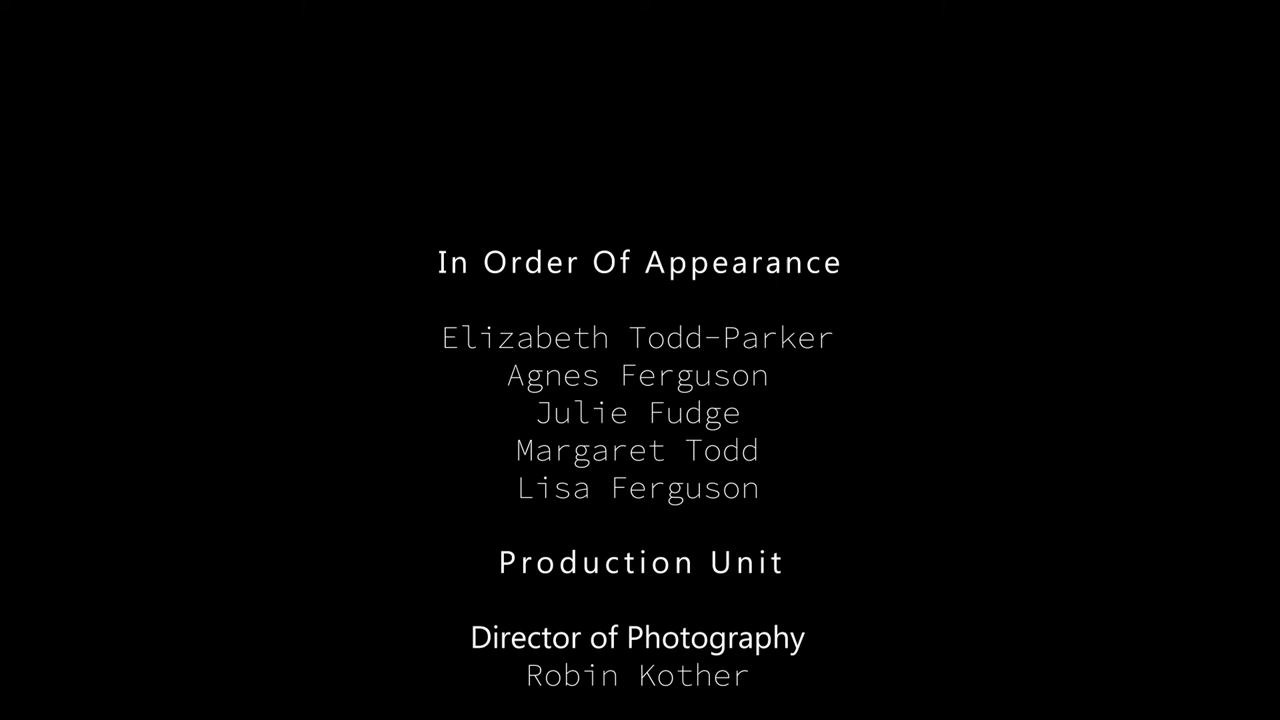 In Order Of Appearance
Elizabeth Todd-Parker
Agnes Ferguson
Julie Fudge
Margaret Todd
Lisa Ferguson
Production Unit
Director of Photography
Robin Kother